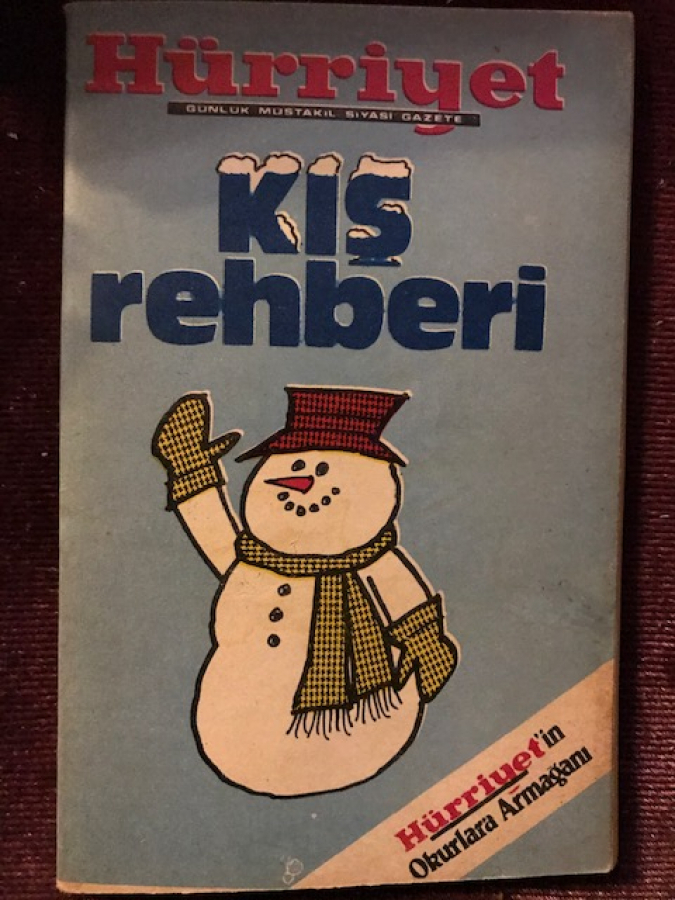 Hürriyet
GÜNLÜK MÜSTAKİL SİYASİ GAZETE
KIŞ
rehberi
Hürriyet'in
Okurlara Armağanı